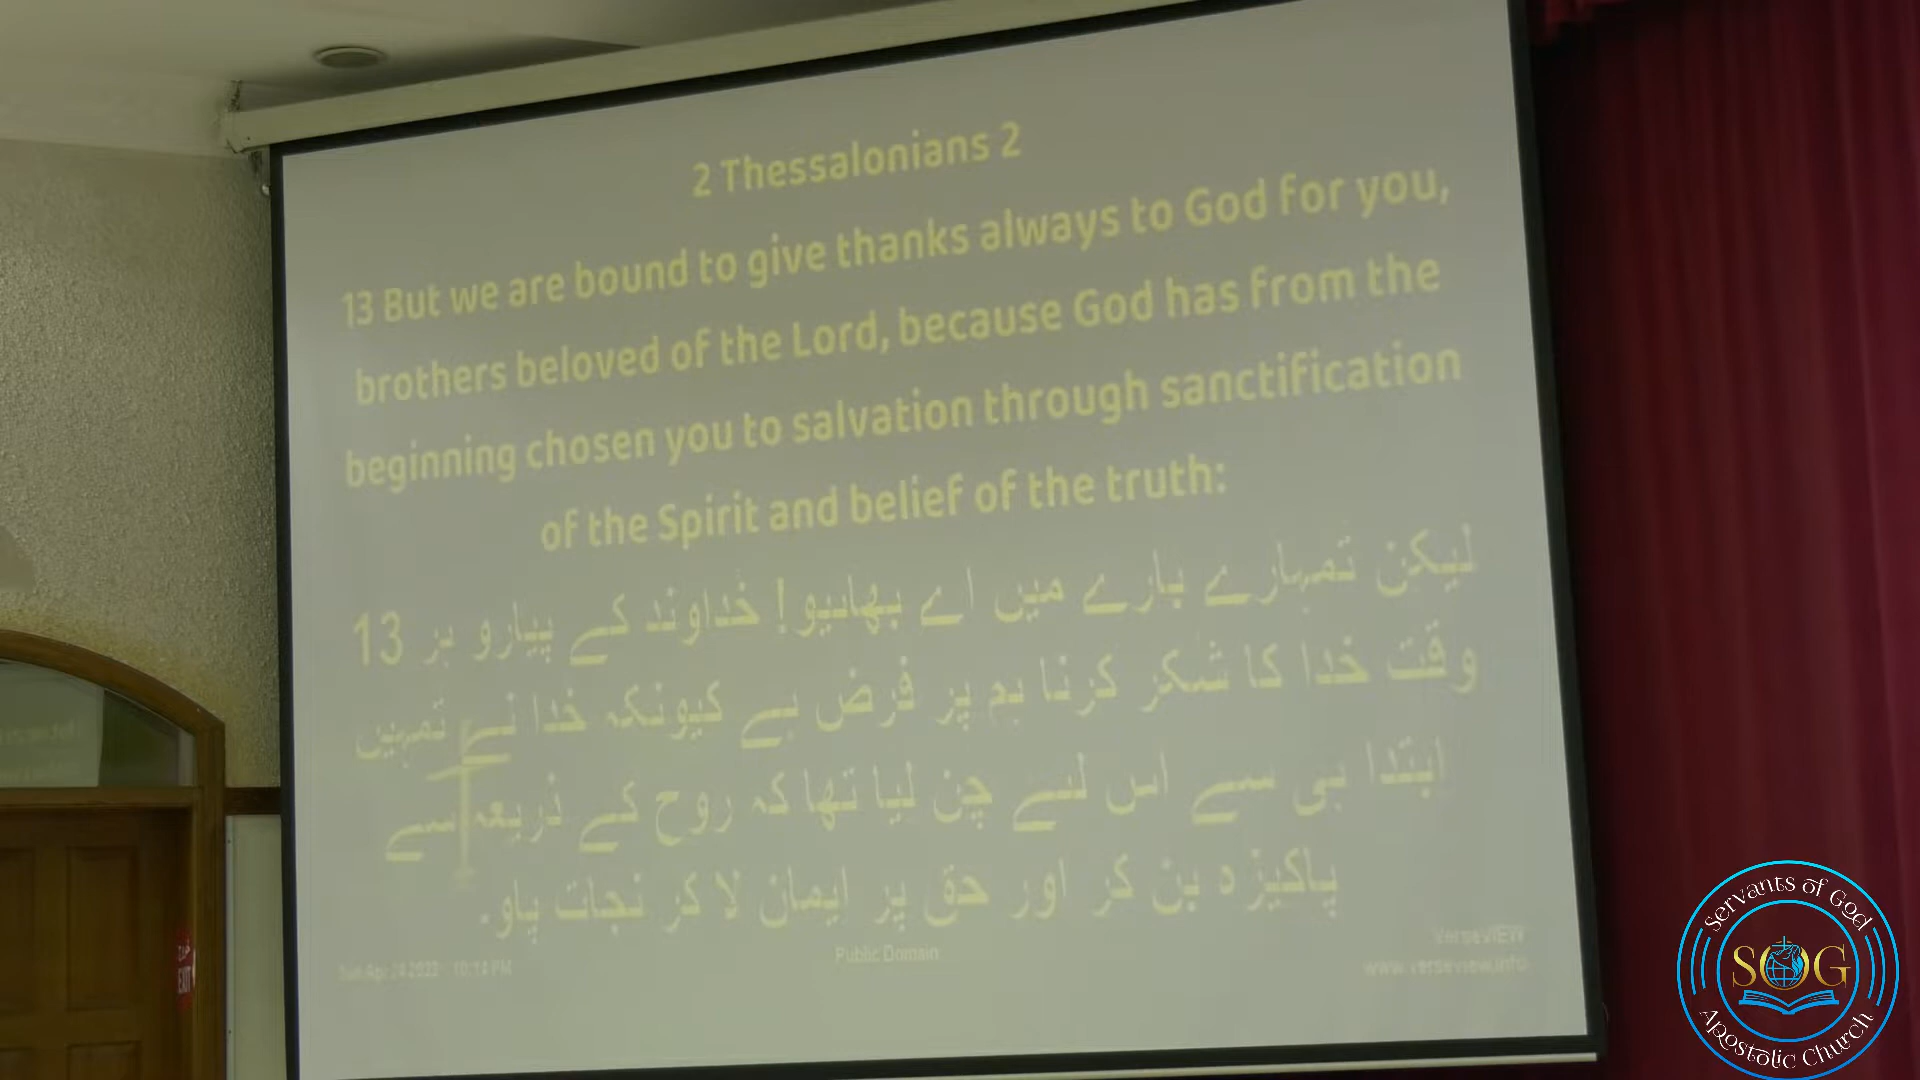 2 Thessalonians 2
13 But we are bound to give thanks always to God for you,
brothers beloved of the Lord, because God has from the
beginning chosen you to salvation through sanctification
of the Spirit and belief of the truth:
لیکن تمہارے بارے میں اے بھائیو! خداوند کے پیارو ہر 13
وقت خدا کا شکر کرنا ہم پر فرض ہے کیونکہ خدا نے تمہیں
ابتدا ہی سے اس لئے چن لیا تھا کہ روح کے ذریعہ سے
پاکیزہ بن کر اور حق پر ایمان لا کر نجات پاو۔
Public Domain
VerseVIEW
www.verseview.info
EXIT
Servants of God
SOG
Apostolic Church